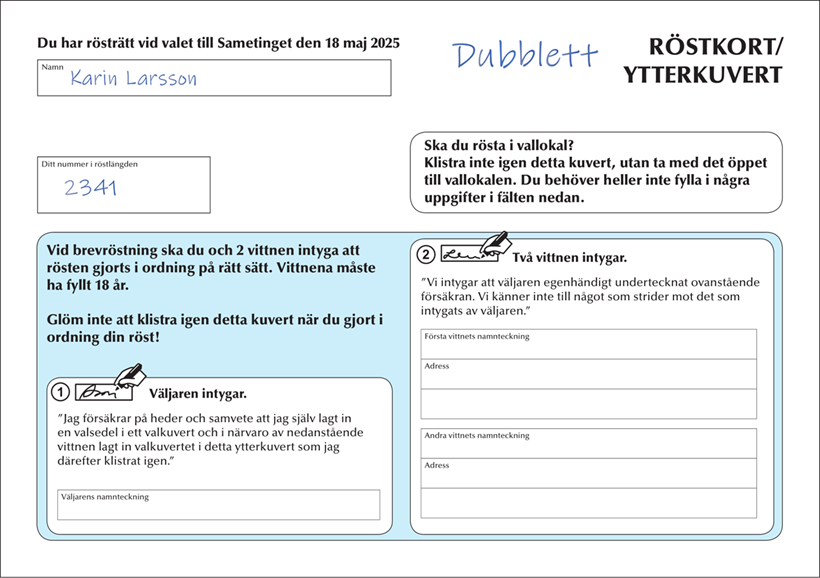 Du har rösträtt vid valet till Sametinget den 18 maj 2025
Namn
Karin Larsson
Dubblett
RÖSTKORT/
YTTERKUVERT
Ditt nummer i röstlängden
2341
Ska du rösta i vallokal?
Klistra inte igen detta kuvert, utan ta med det öppet
till vallokalen. Du behöver heller inte fylla i några
uppgifter i fälten nedan.
Vid brevröstning ska du och 2 vittnen intyga att
rösten gjorts i ordning på rätt sätt. Vittnena måste
ha fyllt 18 år.
Glöm inte att klistra igen detta kuvert när du gjort i
ordning din röst!
1 Väljaren intygar.
”Jag försäkrar på heder och samvete att jag själv lagt in
en valsedel i ett valkuvert och i närvaro av nedanstående
vittnen lagt in valkuvertet i detta ytterkuvert som jag
därefter klistrat igen.”
Väljarens namnteckning
2 Två vittnen intygar.
”Vi intygar att väljaren egenhändigt undertecknat ovanstående
försäkran. Vi känner inte till något som strider mot det som
intygats av väljaren.”
Första vittnets namnteckning
Adress
Andra vittnets namnteckning
Adress